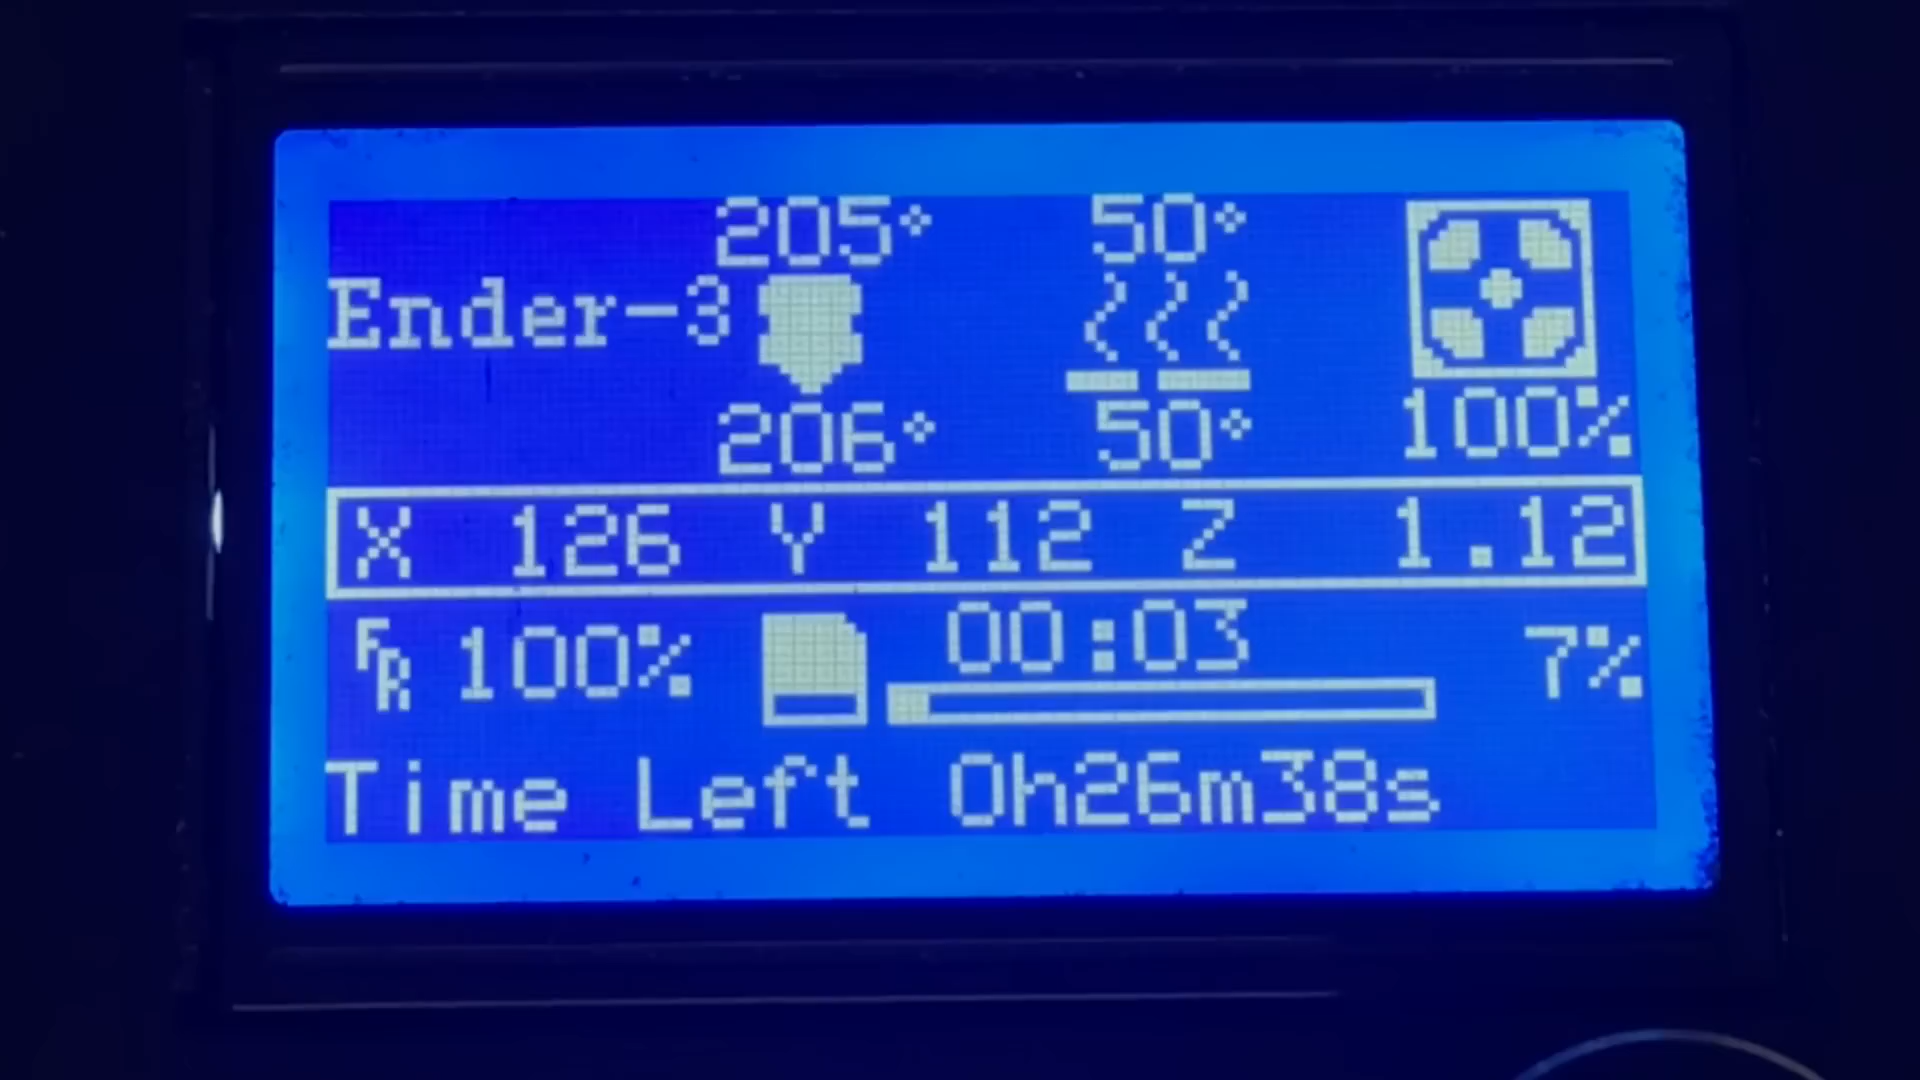 205° 50°
Ender-3
206° 50° 100%
X 126 Y 112 Z 1.12
FR 100% 00:03 7%
Time Left 0h26m38s